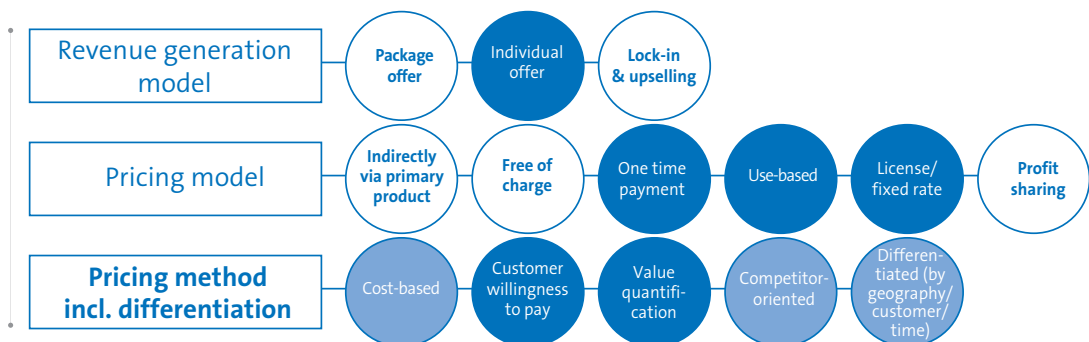 Revenue generation
model
Package
offer
Individual
offer
Lock-in
& upselling
Pricing model
Indirectly
via primary
product
Free of
charge
One time
payment
Use-based
License/
fixed rate
Profit
sharing
Pricing method
incl. differentiation
Cost-based
Customer
willingness
to pay
Value
quantifi-
cation
Competitor-
oriented
Differen-
tiated (by
geography/
customer/
time)